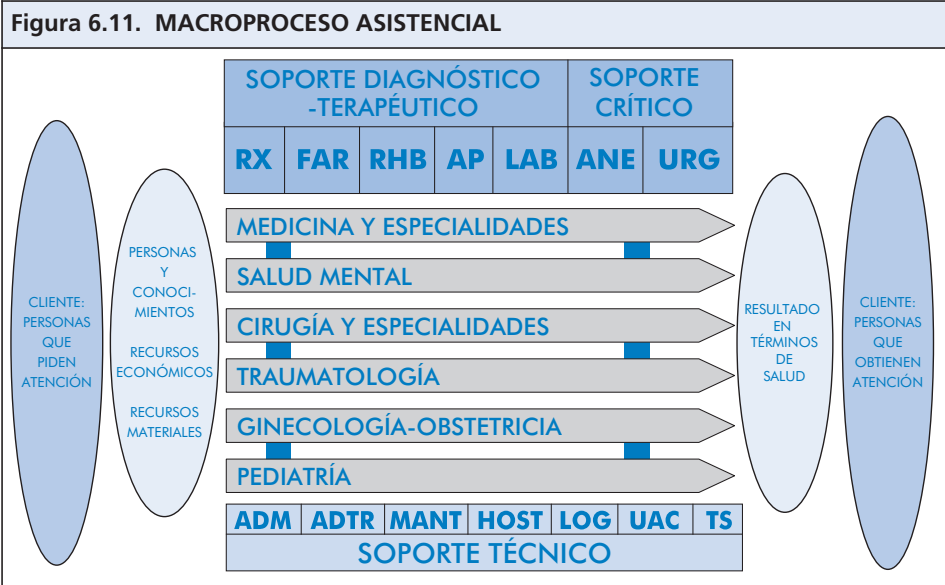 Figura 6.11. MACROPROCESO ASISTENCIAL
SOPORTE DIAGNÓSTICO
-TERAPÉUTICO
SOPORTE
CRÍTICO
RX FAR RHB AP LAB ANE URG
CLIENTE:
PERSONAS
QUE
PIDEN
ATENCIÓN
PERSONAS
Y
CONOCI-
MIENTOS
RECURSOS
ECONÓMICOS
RECURSOS
MATERIALES
MEDICINA Y ESPECIALIDADES
SALUD MENTAL
CIRUGÍA Y ESPECIALIDADES
TRAUMATOLOGÍA
GINECOLOGÍA-OBSTETRICIA
PEDIATRÍA
RESULTADO
EN
TÉRMINOS
DE
SALUD
CLIENTE:
PERSONAS
QUE
OBTIENEN
ATENCIÓN
ADM ADTR MANT HOST LOG UAC TS
SOPORTE TÉCNICO